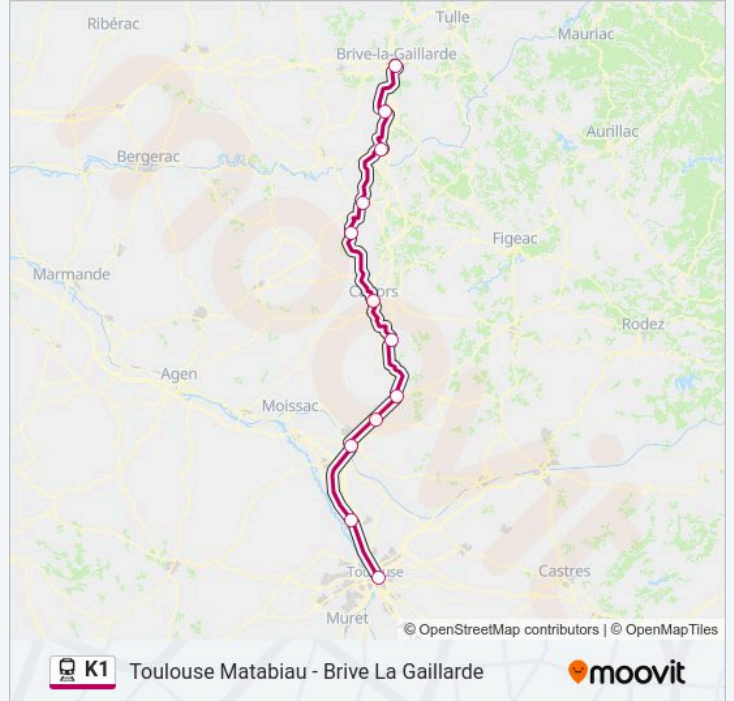 Ribérac
Tulle
Mauriac
Brive-la-Gaillarde
Aurillac
Bergerac
Figeac
Marmande
Rodez
Agen
Moissac
Castres
Muret
© OpenStreetMap contributors | © OpenMapTiles
K1 Toulouse Matabiau - Brive La Gaillarde
moovit